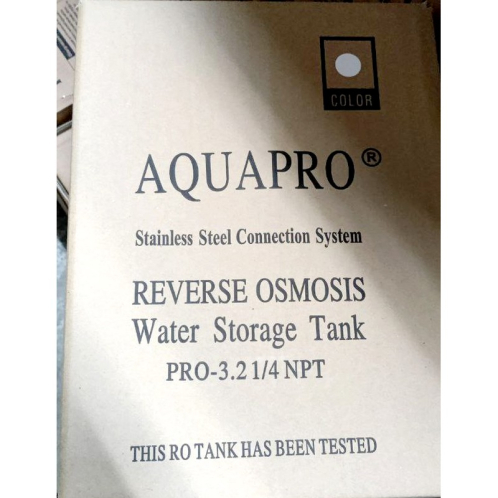 COLOR
AQUAPRO®
Stainless Steel Connection System
REVERSE OSMOSIS
Water Storage Tank
PRO-3.2 1/4 NPT
THIS RO TANK HAS BEEN TESTED